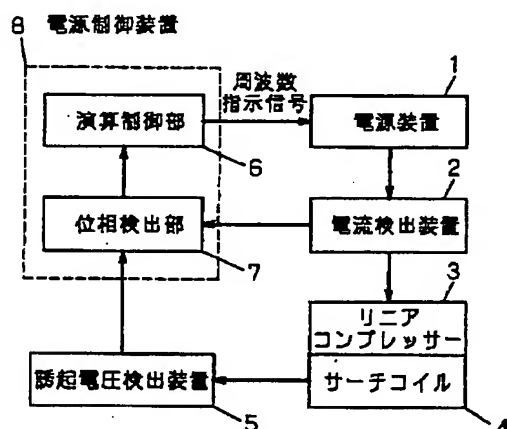 8 電源制御装置
周波数
指示信号
1
演算制御部
電源装置
6
2
位相検出部
電流検出装置
7
3
リニア
コンプレッサー
誘起電圧検出装置
サーチコイル
5
4